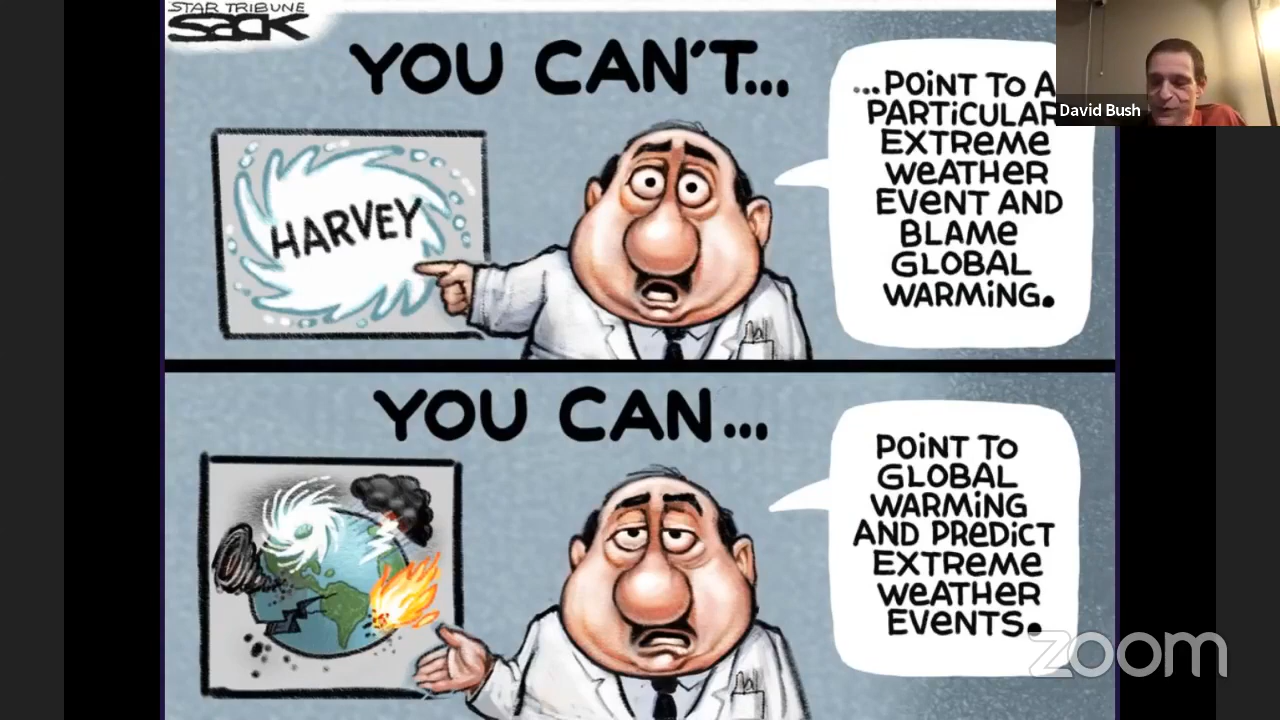 STAR TRIBUNE
SACK
YOU CAN'T...
HARVEY
...POINT TO A
PARTICULAR
EXTREME
WEATHER
EVENT AND
BLAME
GLOBAL
WARMING.
David Bush
YOU CAN...
POINT TO
GLOBAL
WARMING
AND PREDICT
EXTREME
WEATHER
EVENTS.
zoom